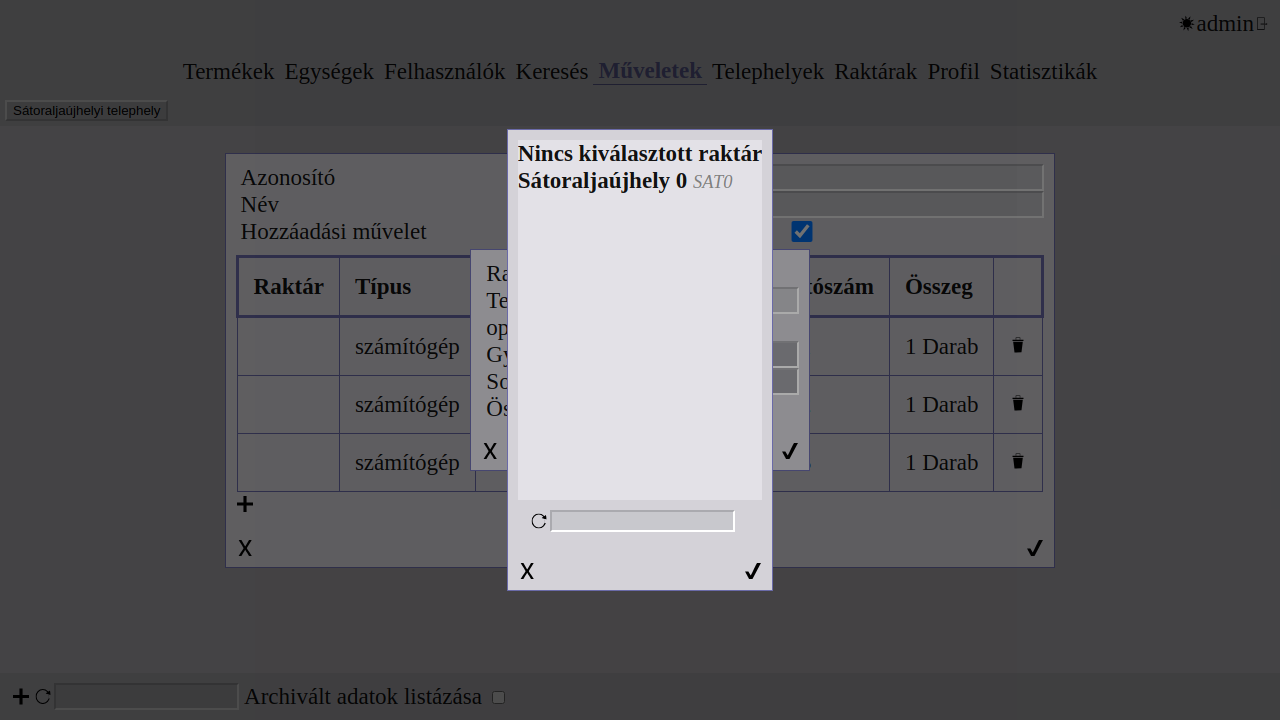 admin
Termékek Egységek Felhasználók Keresés Műveletek Telephelyek Raktárak Profil Statisztikák
Sátoraljaújhelyi telephely
Nincs kiválasztott raktár
Sátoraljaújhely 0 SAT0
Azonosító
Név
Hozzáadási művelet
Raktár Típus tószám Összeg
számítógép 1 Darab
számítógép 1 Darab
számítógép 1 Darab
Ra
Te
op
Gy
So
Ös
X
X
X
Archivált adatok listázása